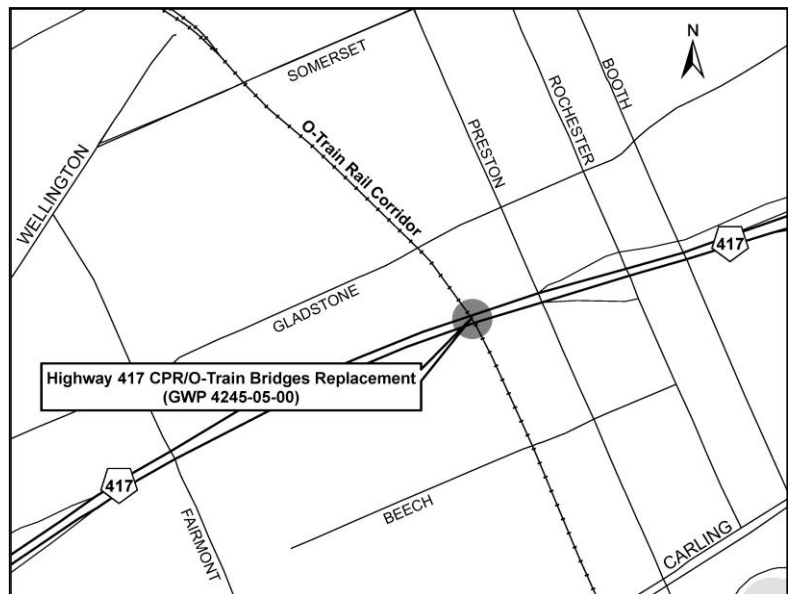 N
SOMERSET
BOOTH
ROCHESTER
PRESTON
O-Train Rail Corridor
WELLINGTON
417
GLADSTONE
Highway 417 CPR/O-Train Bridges Replacement
(GWP 4245-05-00)
417
BEECH
FAIRMONT
CARLING